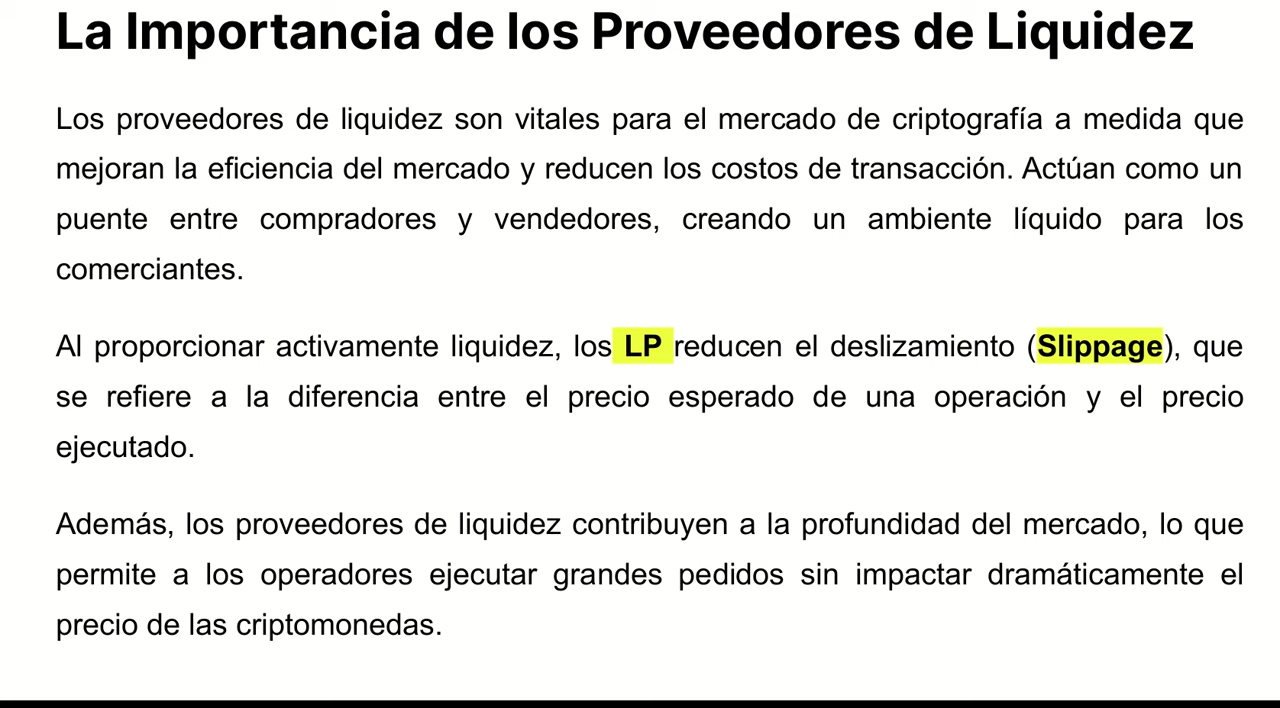 La Importancia de los Proveedores de Liquidez
Los proveedores de liquidez son vitales para el mercado de criptografía a medida que
mejoran la eficiencia del mercado y reducen los costos de transacción. Actúan como un
puente entre compradores y vendedores, creando un ambiente líquido para los
comerciantes.
Al proporcionar activamente liquidez, los LP reducen el deslizamiento (Slippage), que
se refiere a la diferencia entre el precio esperado de una operación y el precio
ejecutado.
Además, los proveedores de liquidez contribuyen a la profundidad del mercado, lo que
permite a los operadores ejecutar grandes pedidos sin impactar dramáticamente el
precio de las criptomonedas.